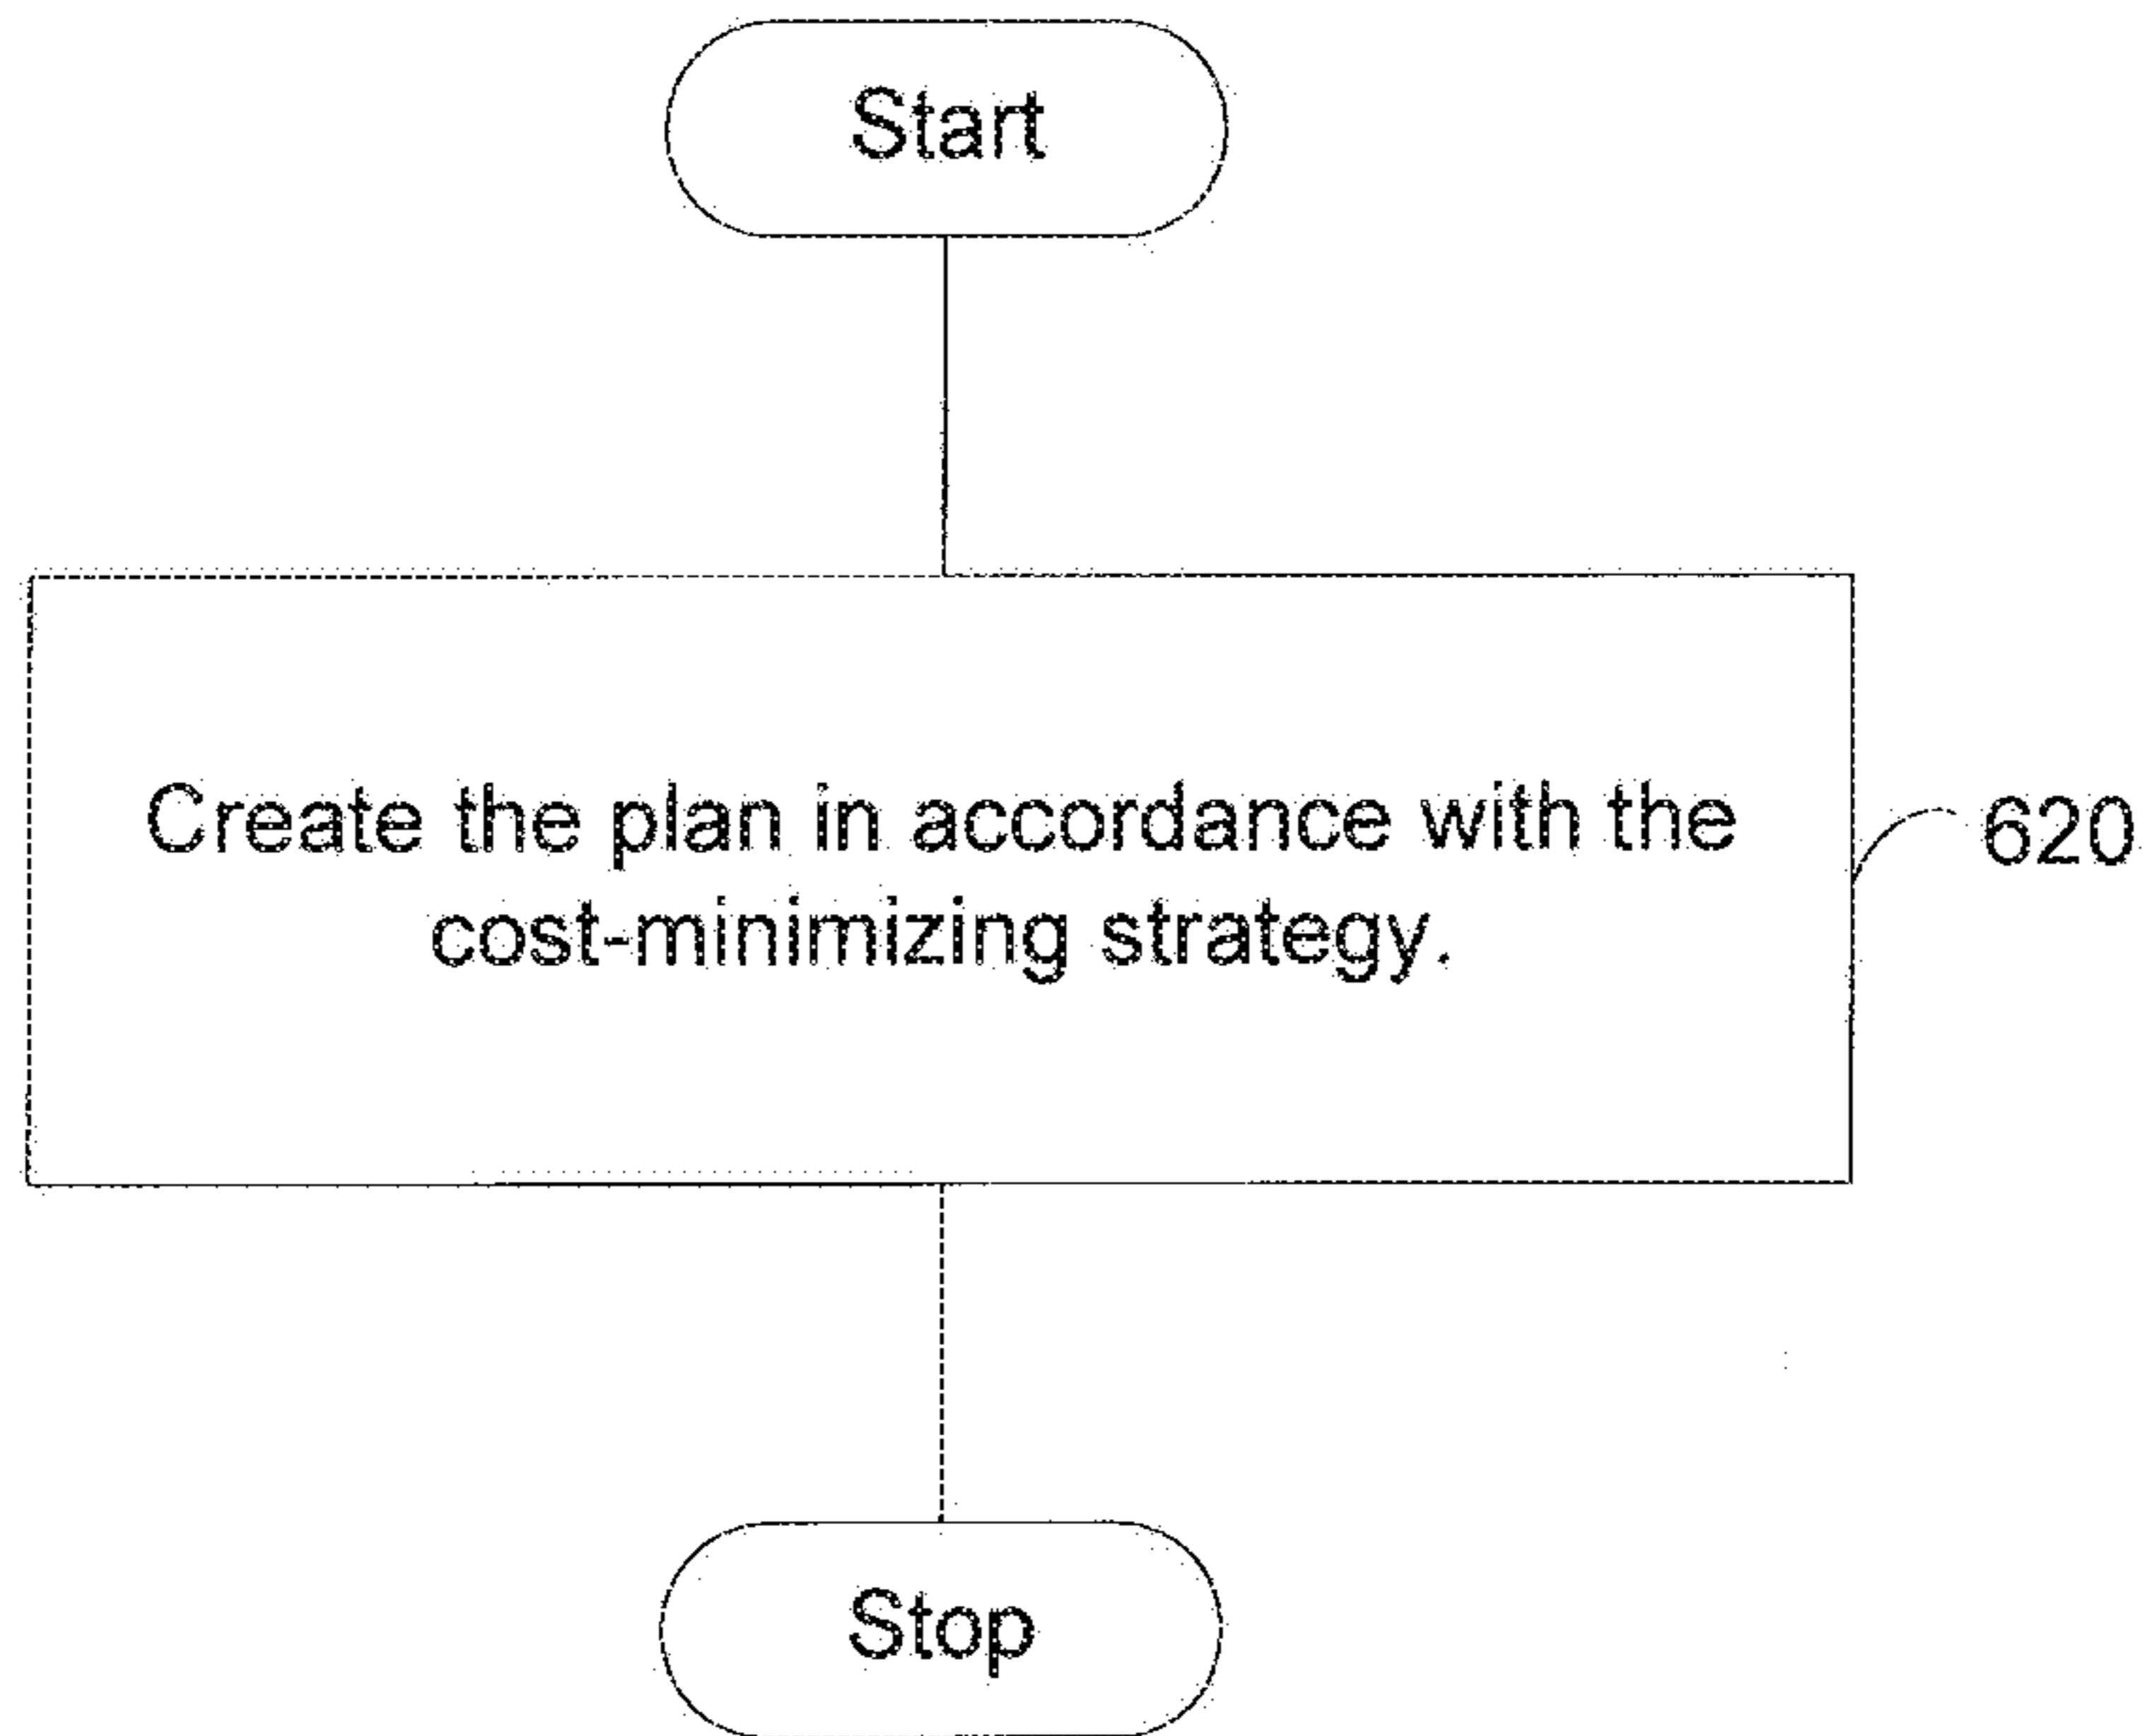 Start
Create the plan in accordance with the
cost-minimizing strategy.
620
Stop